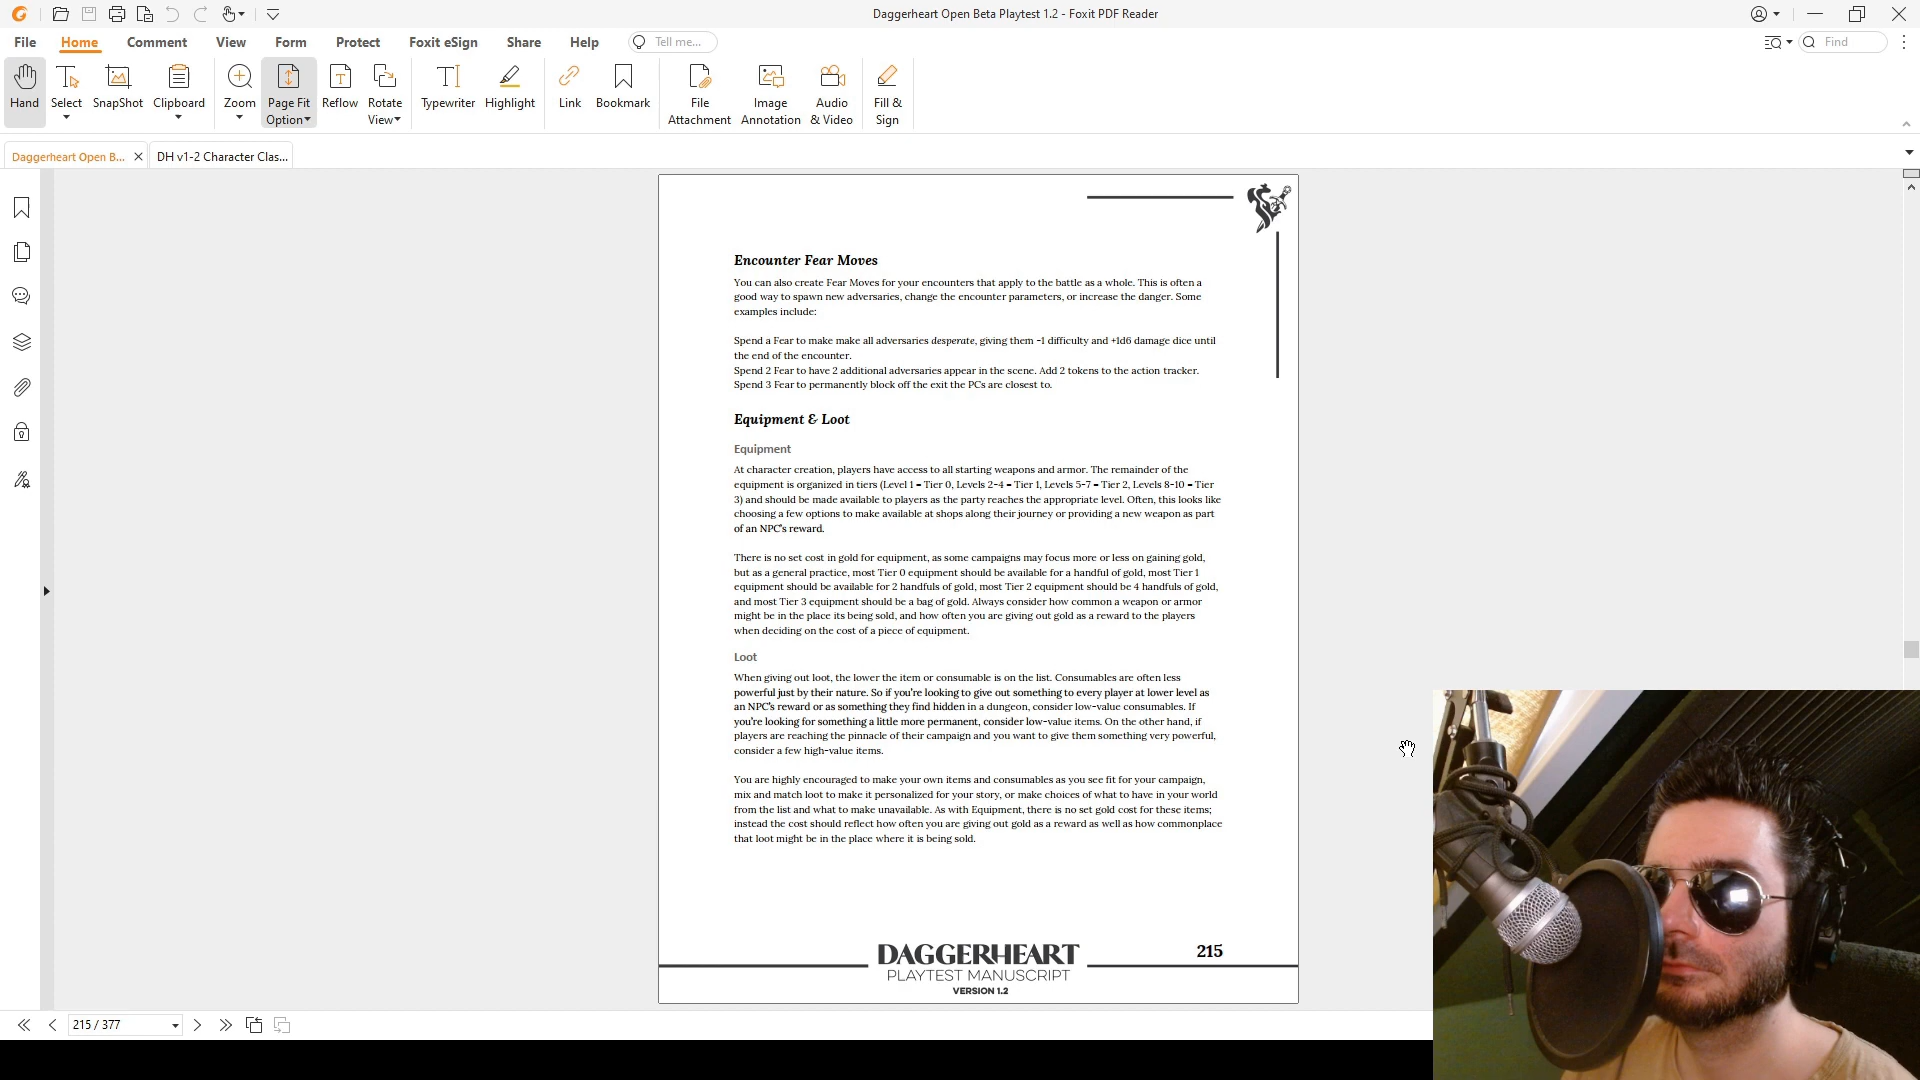 Daggerheart Open Beta Playtest 1.2 - Foxit PDF Reader
File Home Comment View Form Protect Foxit eSign Share Help Tell me... Find
Hand Select SnapShot Clipboard Zoom Page Fit Option Reflow Rotate View Typewriter Highlight Link Bookmark File Attachment Image Annotation Audio & Video Fill & Sign
Daggerheart Open B... DH v1-2 Character Clas...
Encounter Fear Moves
You can also create Fear Moves for your encounters that apply to the battle as a whole. This is often a
good way to spawn new adversaries, change the encounter parameters, or increase the danger. Some
examples include:
Spend a Fear to make make all adversaries desperate, giving them -1 difficulty and +1d6 damage dice until
the end of the encounter.
Spend 2 Fear to have 2 additional adversaries appear in the scene. Add 2 tokens to the action tracker.
Spend 3 Fear to permanently block off the exit the PCs are closest to.
Equipment & Loot
Equipment
At character creation, players have access to all starting weapons and armor. The remainder of the
equipment is organized in tiers (Level 1 = Tier 0, Levels 2-4 = Tier 1, Levels 5-7 = Tier 2, Levels 8-10 = Tier
3) and should be made available to players as the party reaches the appropriate level. Often, this looks like
choosing a few options to make available at shops along their journey or providing a new weapon as part
of an NPC's reward.
There is no set cost in gold for equipment, as some campaigns may focus more or less on gaining gold,
but as a general practice, most Tier 0 equipment should be available for a handful of gold, most Tier 1
equipment should be available for 2 handfuls of gold, most Tier 2 equipment should be 4 handfuls of gold,
and most Tier 3 equipment should be a bag of gold. Always consider how common a weapon or armor
might be in the place its being sold, and how often you are giving out gold as a reward to the players
when deciding on the cost of a piece of equipment.
Loot
When giving out loot, the lower the item or consumable is on the list. Consumables are often less
powerful just by their nature. So if you're looking to give out something to every player at lower level as
an NPC's reward or as something they find hidden in a dungeon, consider low-value consumables. If
you're looking for something a little more permanent, consider low-value items. On the other hand, if
players are reaching the pinnacle of their campaign and you want to give them something very powerful,
consider a few high-value items.
You are highly encouraged to make your own items and consumables as you see fit for your campaign,
mix and match loot to make it personalized for your story, or make choices of what to have in your world
from the list and what to make unavailable. As with Equipment, there is no set gold cost for these items;
instead the cost should reflect how often you are giving out gold as a reward as well as how commonplace
that loot might be in the place where it is being sold.
215
DAGGERHEART
PLAYTEST MANUSCRIPT
VERSION 1.2
215 / 377